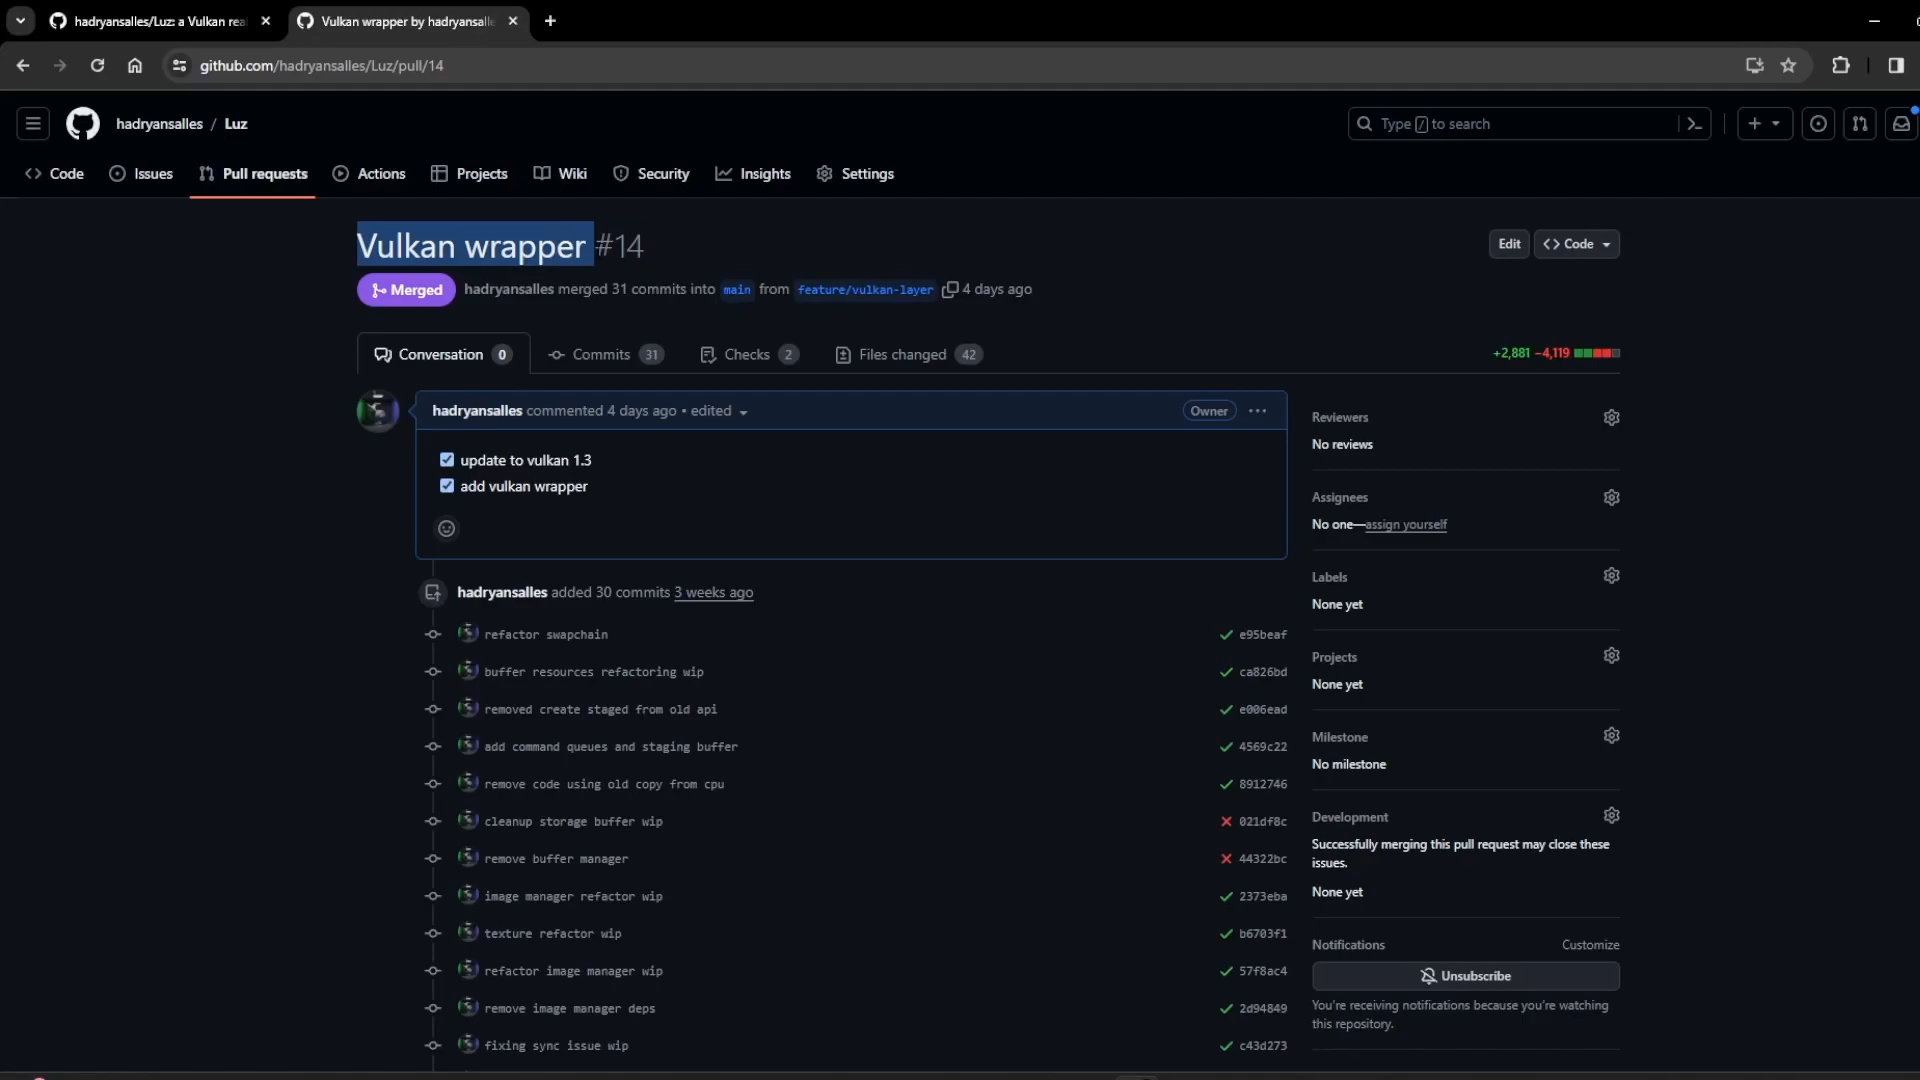 hadryansalles/Luz: a Vulkan rea
Vulkan wrapper by hadryansalle
github.com/hadryansalles/Luz/pull/14
hadryansalles / Luz
Type / to search
Code
Issues
Pull requests
Actions
Projects
Wiki
Security
Insights
Settings
Vulkan wrapper #14
Edit
Code
Merged
hadryansalles merged 31 commits into main from feature/vulkan-layer 4 days ago
Conversation 0
Commits 31
Checks 2
Files changed 42
+2,881 −4,119
hadryansalles commented 4 days ago • edited
Owner
update to vulkan 1.3
add vulkan wrapper
hadryansalles added 30 commits 3 weeks ago
refactor swapchain e95beaf
buffer resources refactoring wip ca826bd
removed create staged from old api e006ead
add command queues and staging buffer 4569c22
remove code using old copy from cpu 8912746
cleanup storage buffer wip 021df8c
remove buffer manager 44322bc
image manager refactor wip 2373eba
texture refactor wip b6703f1
refactor image manager wip 57f8ac4
remove image manager deps 2d94849
fixing sync issue wip c43d273
Reviewers
No reviews
Assignees
No one—assign yourself
Labels
None yet
Projects
None yet
Milestone
No milestone
Development
Successfully merging this pull request may close these
issues.
None yet
Notifications Customize
Unsubscribe
You're receiving notifications because you're watching
this repository.